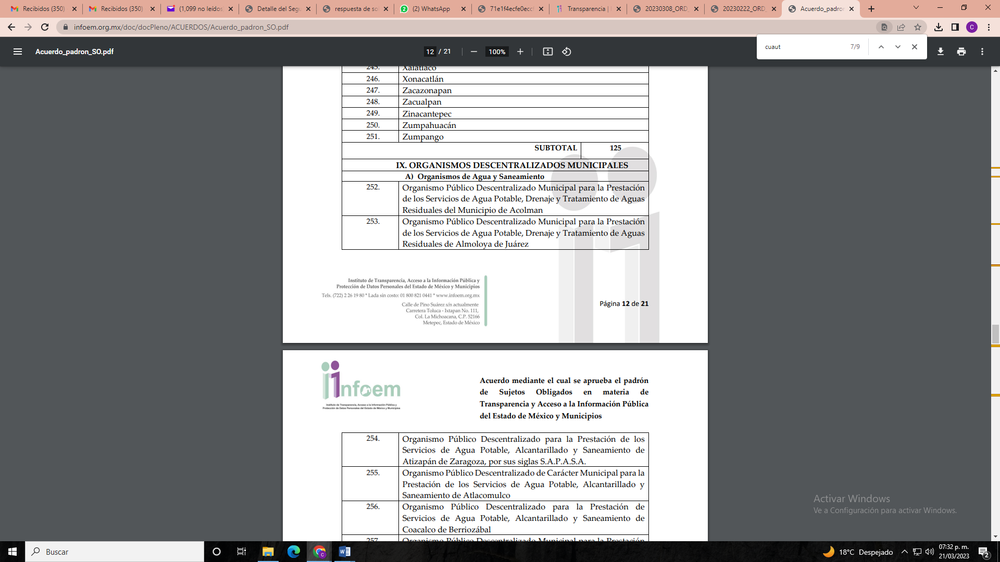 Recibidos (350)
Recibidos (350)
(1,099 no leídos
Detalle del Segu
respuesta de so
(2) WhatsApp
71e1f4ecfe0eccf
Transparencia |
20230308_ORD_
20230222_ORD_
Acuerdo_padro
infoem.org.mx/doc/docPleno/ACUERDOS/Acuerdo_padron_SO.pdf
C
Acuerdo_padron_SO.pdf
12 / 21
100%
cuaut
7/9
245. Xalatlaco
246. Xonacatlán
247. Zacazonapan
248. Zacualpan
249. Zinacantepec
250. Zumpahuacán
251. Zumpango
SUBTOTAL 125
IX. ORGANISMOS DESCENTRALIZADOS MUNICIPALES
A) Organismos de Agua y Saneamiento
252. Organismo Público Descentralizado Municipal para la Prestación
de los Servicios de Agua Potable, Drenaje y Tratamiento de Aguas
Residuales del Municipio de Acolman
253. Organismo Público Descentralizado Municipal para la Prestación
de los Servicios de Agua Potable, Drenaje y Tratamiento de Aguas
Residuales de Almoloya de Juárez
Instituto de Transparencia, Acceso a la Información Pública y
Protección de Datos Personales del Estado de México y Municipios
Tels. (722) 2 26 19 80 * Lada sin costo: 01 800 821 0441 * www.infoem.org.mx
Calle de Pino Suárez s/n actualmente
Carretera Toluca - Ixtapan No. 111,
Col. La Michoacana, C.P. 52166
Metepec, Estado de México
Página 12 de 21
infoem
Instituto de Transparencia, Acceso a la Información Pública y
Protección de Datos Personales del Estado de México y Municipios
Acuerdo mediante el cual se aprueba el padrón
de Sujetos Obligados en materia de
Transparencia y Acceso a la Información Pública
del Estado de México y Municipios
254. Organismo Público Descentralizado para la Prestación de los
Servicios de Agua Potable, Alcantarillado y Saneamiento de
Atizapán de Zaragoza, por sus siglas S.A.P.A.S.A.
255. Organismo Público Descentralizado de Carácter Municipal para la
Prestación de los Servicios de Agua Potable, Alcantarillado y
Saneamiento de Atlacomulco
256. Organismo Público Descentralizado para la Prestación de
Servicios de Agua Potable, Alcantarillado y Saneamiento de
Coacalco de Berriozábal
257. Organismo Público Descentralizado Municipal para la Prestación
Activar Windows
Ve a Configuración para activar Windows.
Buscar
18°C Despejado
07:32 p. m.
21/03/2023
2